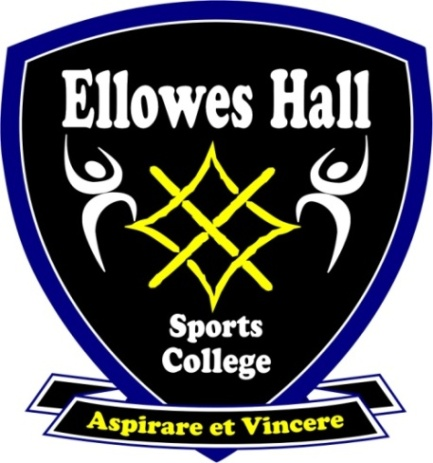 Ellowes Hall
Sports
College
Aspirare et Vincere